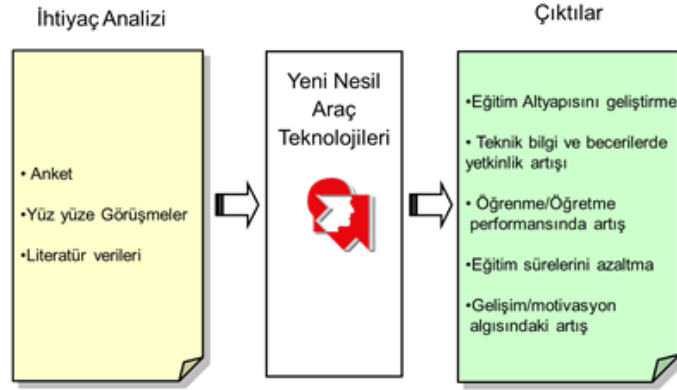 İhtiyaç Analizi
• Anket
•Yüz yüze Görüşmeler
•Literatür verileri
Yeni Nesil
Araç
Teknolojileri
Çıktılar
•Eğitim Altyapısını geliştirme
• Teknik bilgi ve becerilerde
yetkinlik artışı
• Öğrenme/Öğretme
performansında artış
•Eğitim sürelerini azaltma
•Gelişim/motivasyon
algısındaki artış